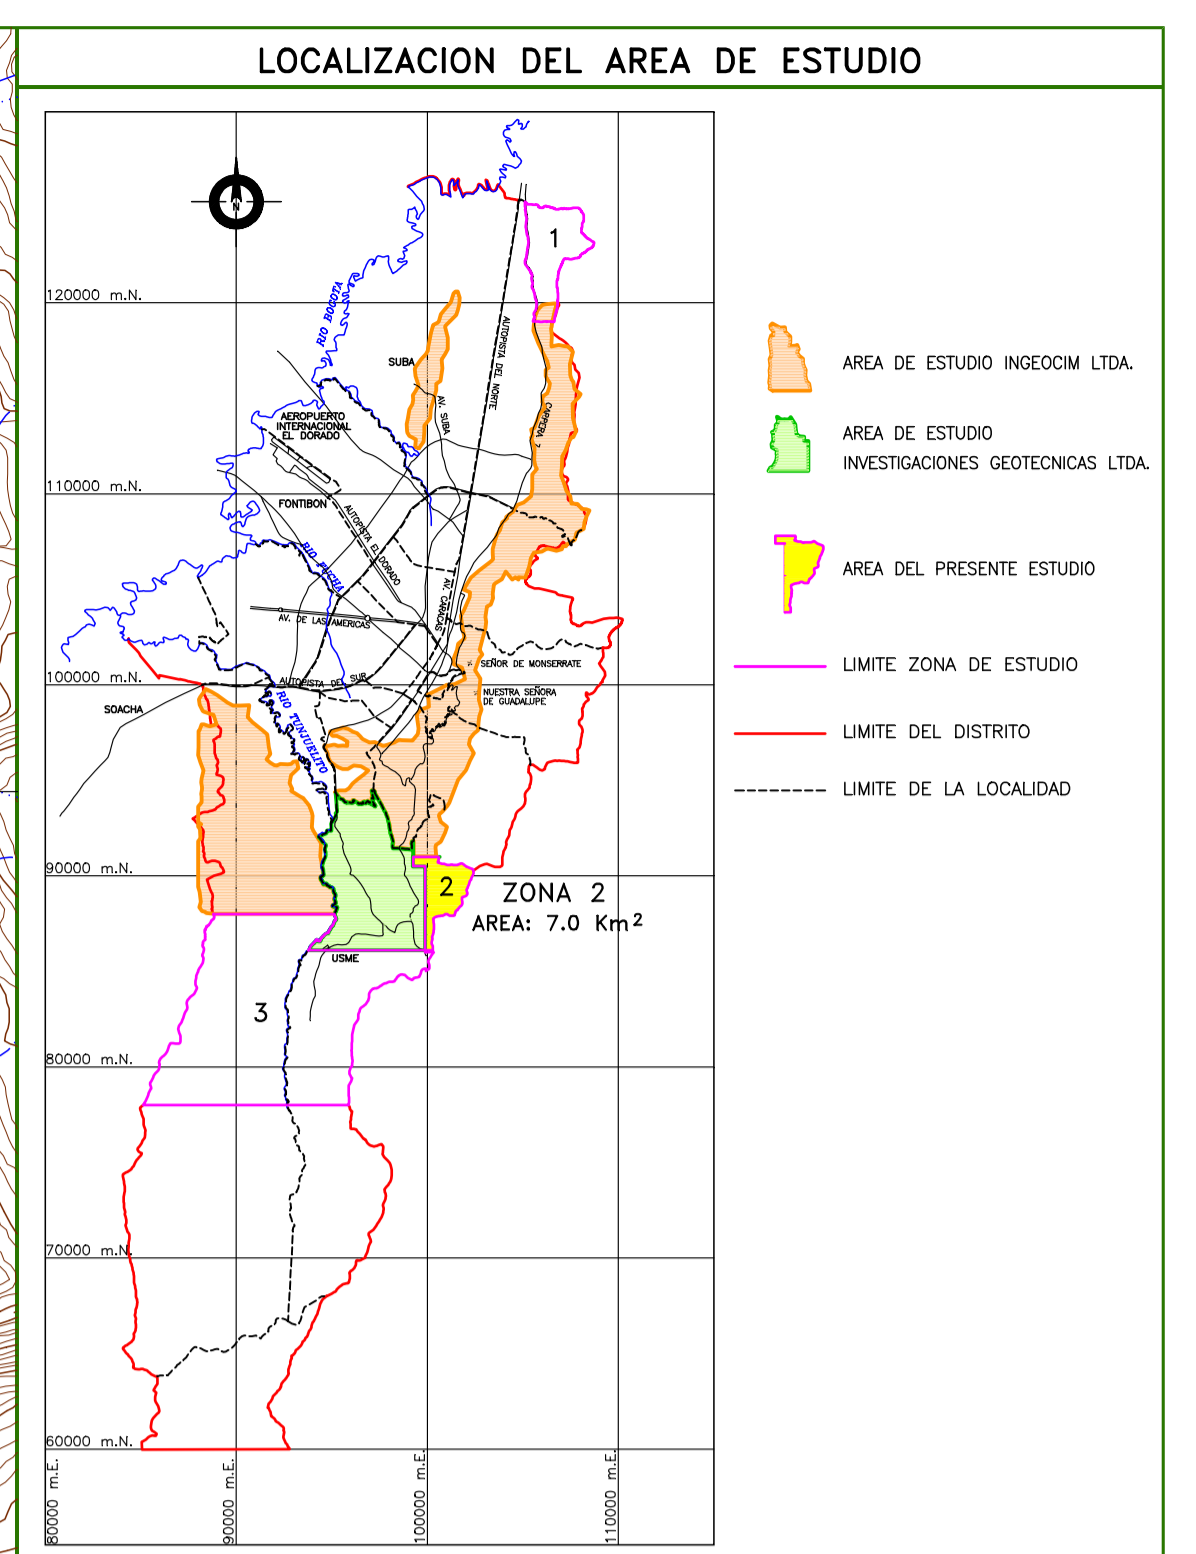 LOCALIZACION DEL AREA DE ESTUDIO
N
1
120000 m.N.
RIO BOGOTA
AUTOPISTA DEL NORTE
SUBA
AV. SUBA
CARRERA 7
AEROPUERTO
INTERNACIONAL
EL DORADO
110000 m.N.
FONTIBON
AUTOPISTA EL DORADO
RIO FUCHA
AV. CARACAS
AV. DE LAS AMERICAS
SEÑOR DE MONSERRATE
100000 m.N.
AUTOPISTA DEL SUR
NUESTRA SEÑORA
DE GUADALUPE
SOACHA
RIO TUNJUELITO
90000 m.N.
2
ZONA 2
AREA: 7.0 Km²
USME
3
80000 m.N.
70000 m.N.
60000 m.N.
80000 m.E.
90000 m.E.
100000 m.E.
110000 m.E.
AREA DE ESTUDIO INGEOCIM LTDA.
AREA DE ESTUDIO
INVESTIGACIONES GEOTECNICAS LTDA.
AREA DEL PRESENTE ESTUDIO
LIMITE ZONA DE ESTUDIO
LIMITE DEL DISTRITO
LIMITE DE LA LOCALIDAD